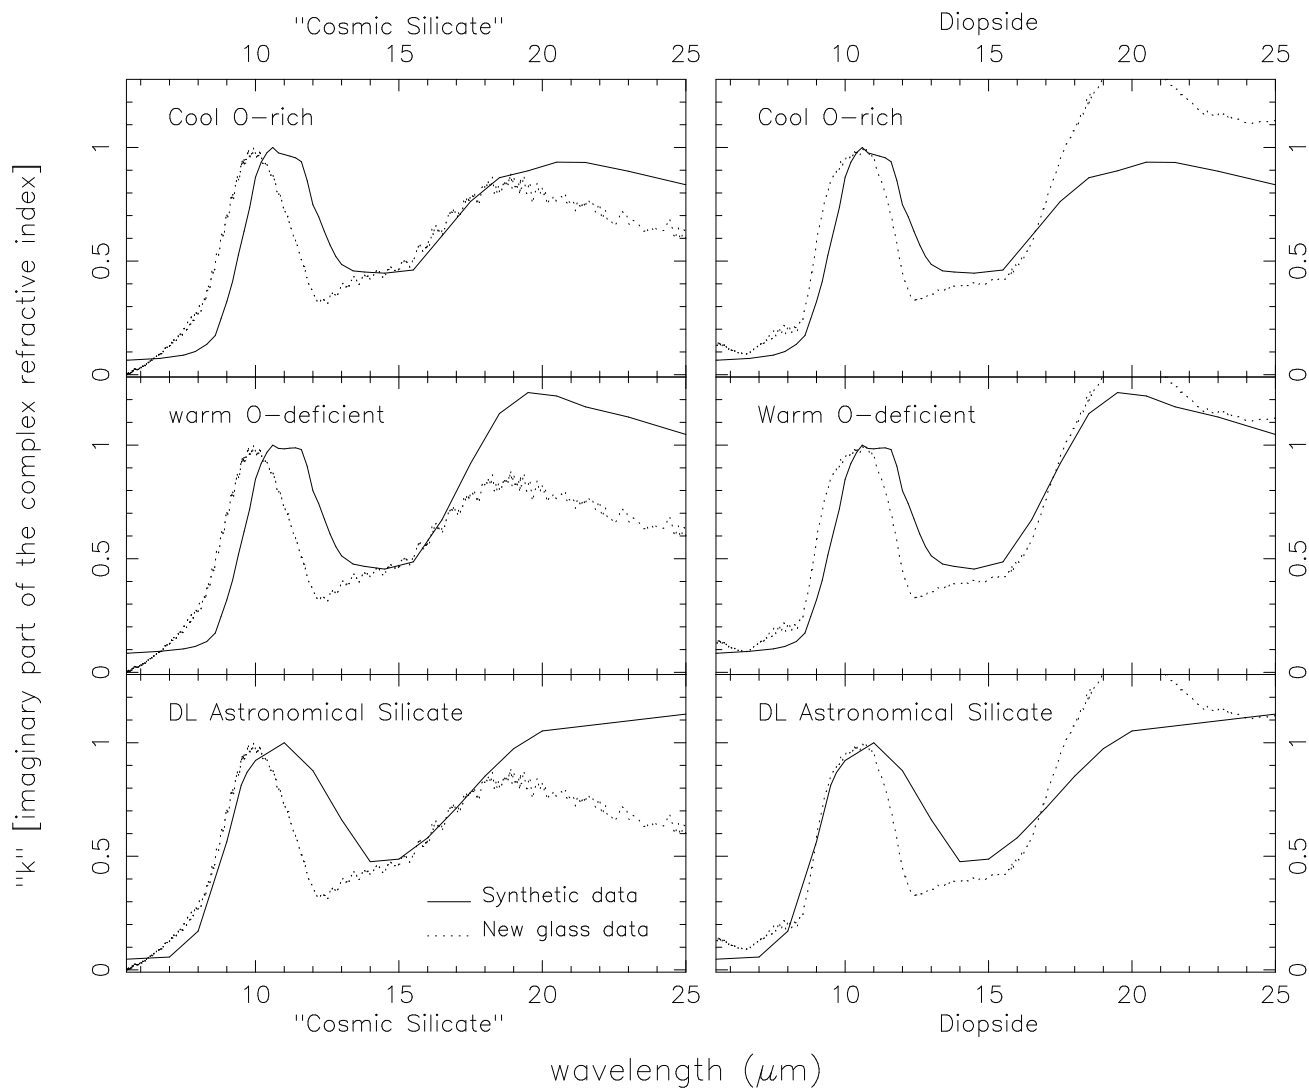 "Cosmic Silicate"
Diopside
10 15 20 25
10 15 20 25
"k" [imaginary part of the complex refractive index]
Cool O-rich
Cool O-rich
1
0.5
0
1
0.5
0
warm O-deficient
Warm O-deficient
1
0.5
0
1
0.5
0
DL Astronomical Silicate
DL Astronomical Silicate
1
0.5
0
1
0.5
0
Synthetic data
New glass data
10 15 20 25
10 15 20 25
"Cosmic Silicate"
Diopside
wavelength (μm)